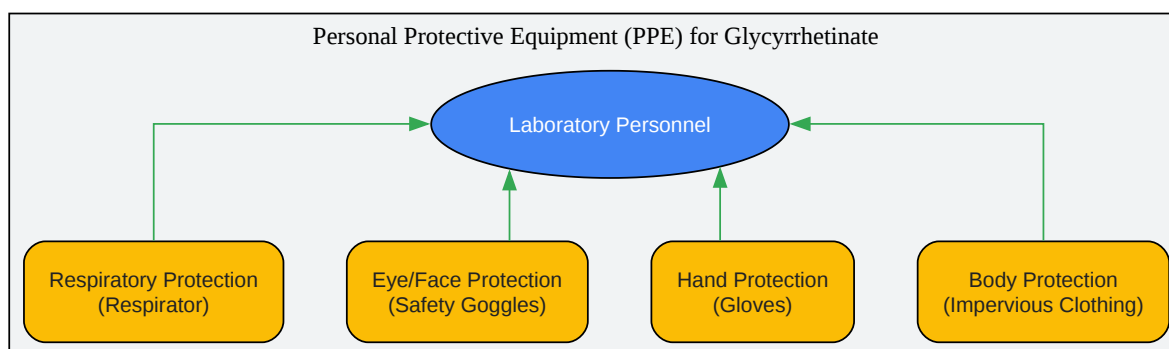 Personal Protective Equipment (PPE) for Glycyrrhetinate
Laboratory Personnel
Respiratory Protection
(Respirator)
Eye/Face Protection
(Safety Goggles)
Hand Protection
(Gloves)
Body Protection
(Impervious Clothing)